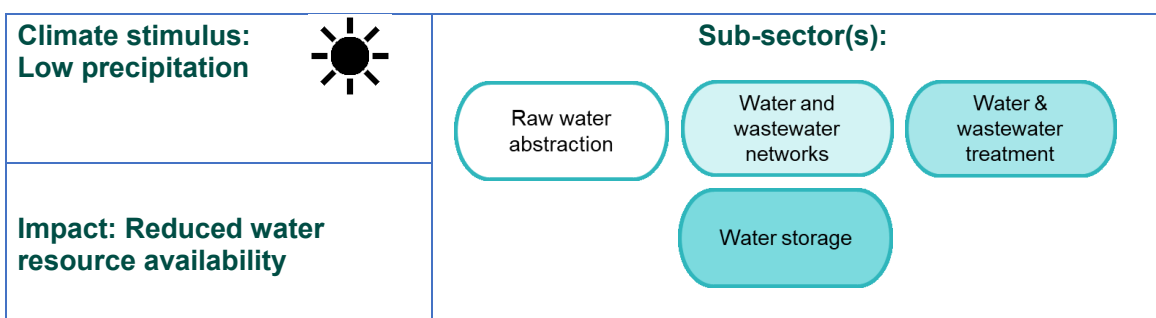 Climate stimulus:
Low precipitation
Impact: Reduced water
resource availability
Sub-sector(s):
Raw water
abstraction
Water and
wastewater
networks
Water &
wastewater
treatment
Water storage